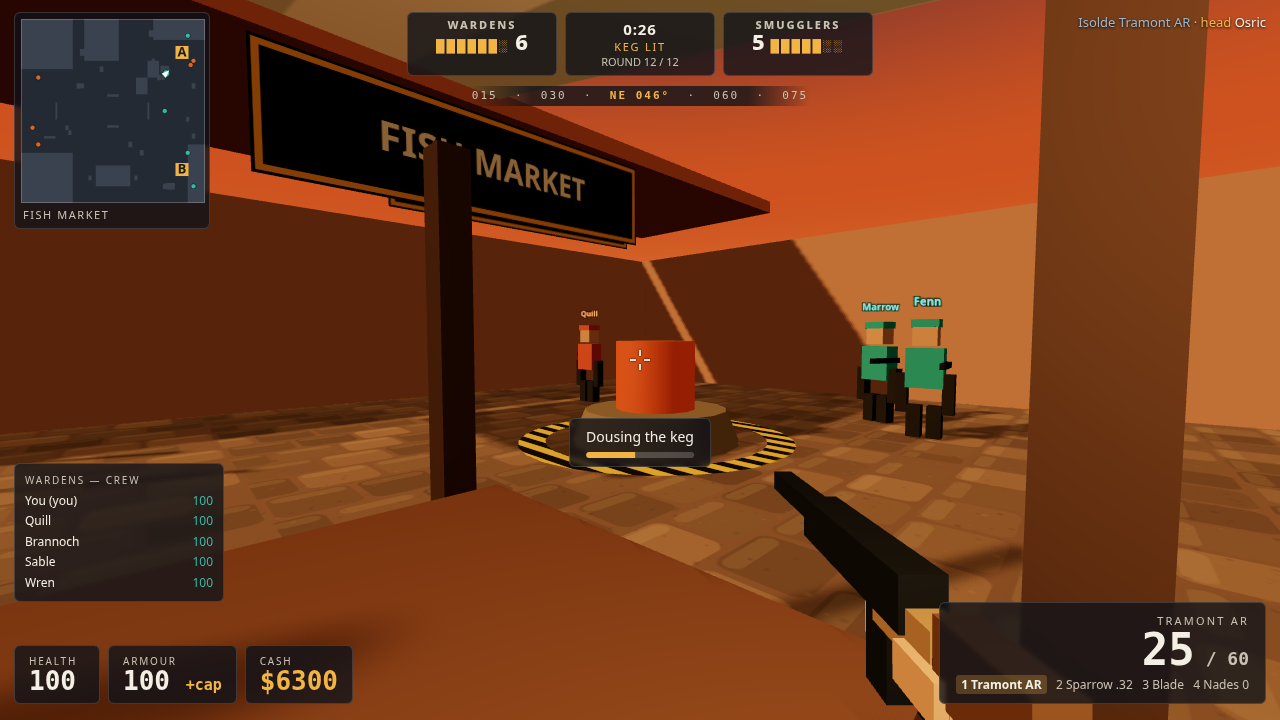 WARDENS
6
0:26
KEG LIT
ROUND 12 / 12
SMUGGLERS
5
Isolde Tramont AR · head Osric
A
B
FISH MARKET
015 · 030 · NE 046° · 060 · 075
FISH MARKET
Quill
Marrow
Fenn
Dousing the keg
WARDENS — CREW
You (you) 100
Quill 100
Brannoch 100
Sable 100
Wren 100
HEALTH
100
ARMOUR
100 +cap
CASH
$6300
TRAMONT AR
25 / 60
1 Tramont AR 2 Sparrow .32 3 Blade 4 Nades 0